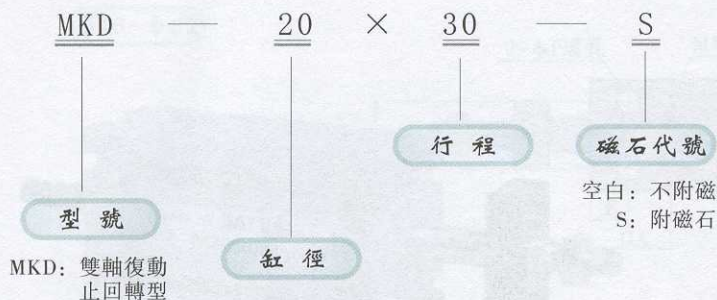 MKD — 20 × 30 — S
行程
磁石代號
空白：不附磁
S：附磁石
型號
缸徑
MKD：雙軸復動
止回轉型